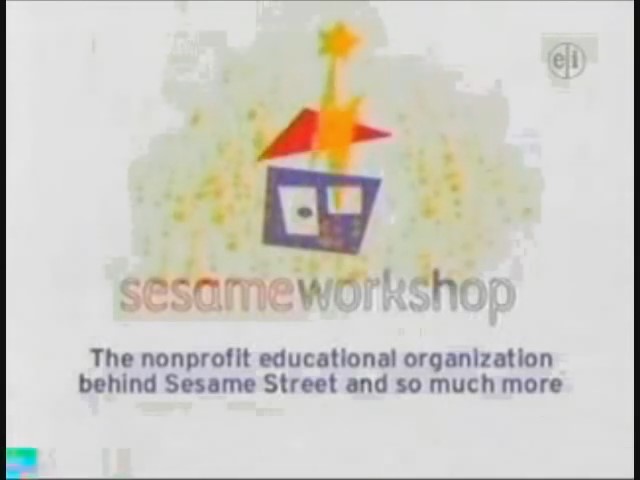 e/i
sesameworkshop
The nonprofit educational organization
behind Sesame Street and so much more